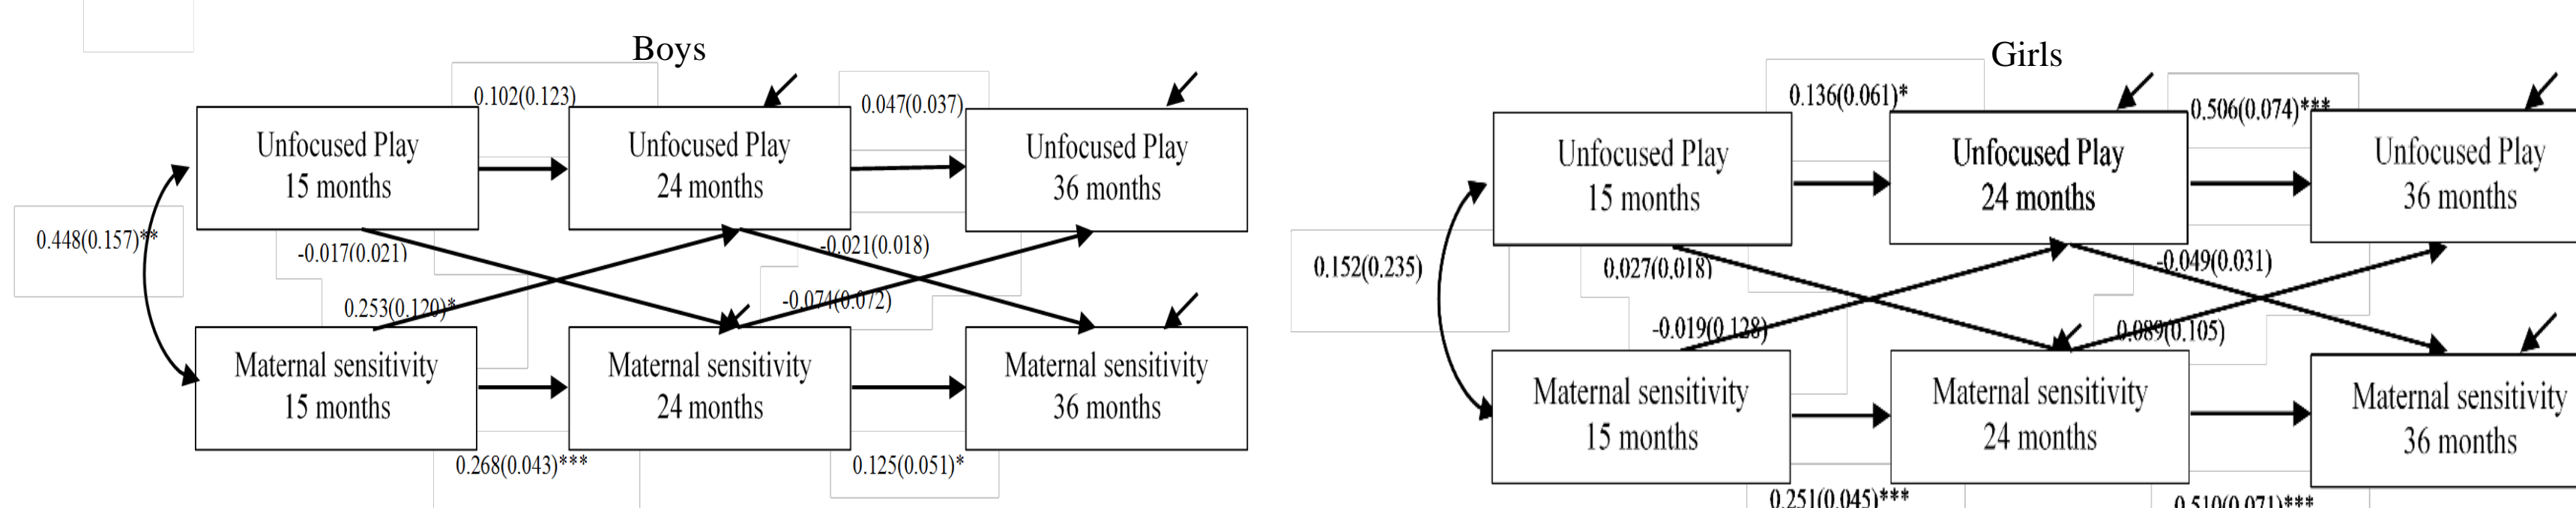 Boys
0.102(0.123)
0.047(0.037)
Unfocused Play
15 months
Unfocused Play
24 months
Unfocused Play
36 months
0.448(0.157)**
-0.017(0.021)
-0.021(0.018)
0.253(0.120)*
-0.074(0.072)
Maternal sensitivity
15 months
Maternal sensitivity
24 months
Maternal sensitivity
36 months
0.268(0.043)***
0.125(0.051)*
Girls
0.136(0.061)*
0.506(0.074)***
Unfocused Play
15 months
Unfocused Play
24 months
Unfocused Play
36 months
0.152(0.235)
0.027(0.018)
-0.049(0.031)
-0.019(0.128)
0.089(0.105)
Maternal sensitivity
15 months
Maternal sensitivity
24 months
Maternal sensitivity
36 months
0.251(0.045)***
0.510(0.071)***